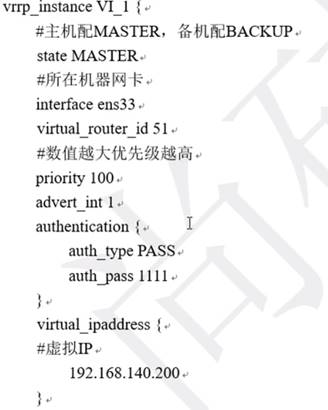 vrrp_instance VI_1 {
#主机配MASTER，备机配BACKUP
state MASTER
#所在机器网卡
interface ens33
virtual_router_id 51
#数值越大优先级越高
priority 100
advert_int 1
authentication {
auth_type PASS
auth_pass 1111
}
virtual_ipaddress {
#虚拟IP
192.168.140.200
}